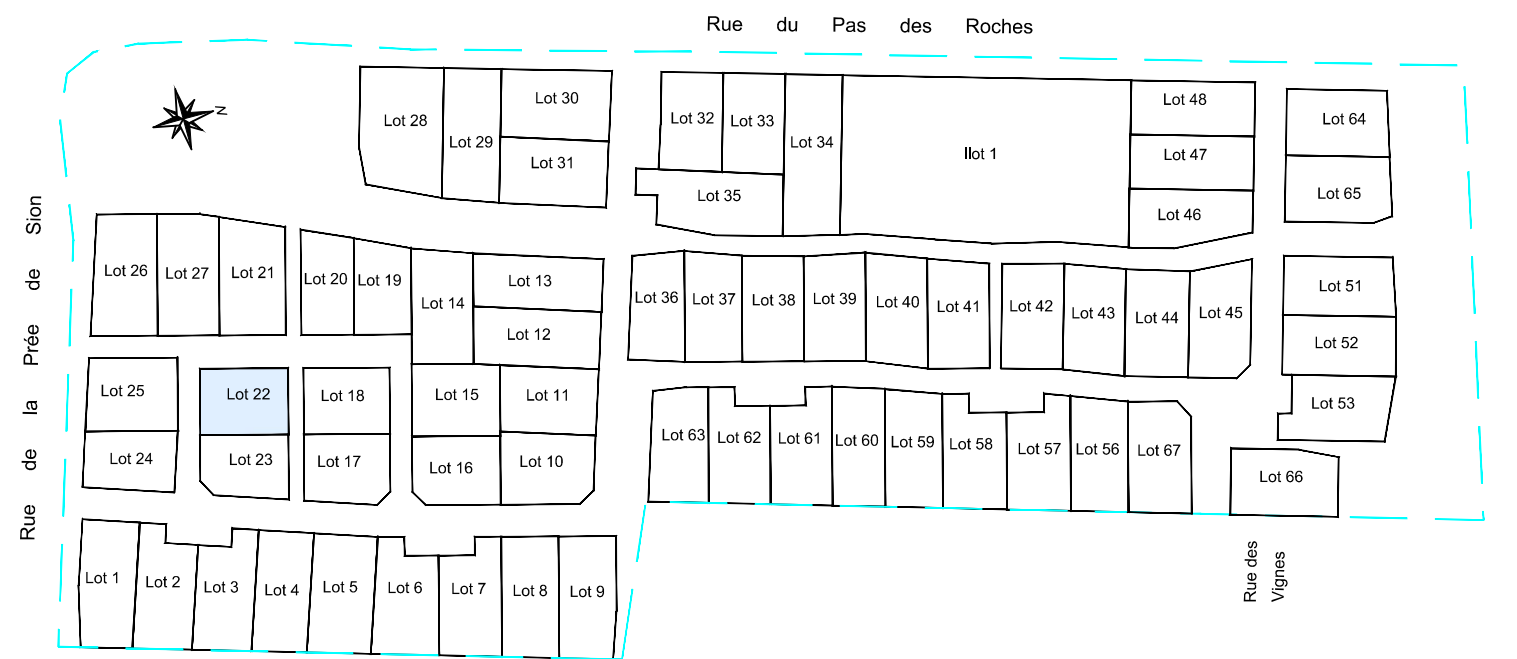 Rue du Pas des Roches
Rue de la Prée de Sion
N
Lot 28
Lot 29
Lot 30
Lot 31
Lot 32
Lot 33
Lot 34
Lot 35
Ilot 1
Lot 48
Lot 47
Lot 46
Lot 64
Lot 65
Lot 26
Lot 27
Lot 21
Lot 20
Lot 19
Lot 14
Lot 13
Lot 12
Lot 36
Lot 37
Lot 38
Lot 39
Lot 40
Lot 41
Lot 42
Lot 43
Lot 44
Lot 45
Lot 51
Lot 52
Lot 53
Lot 25
Lot 24
Lot 22
Lot 23
Lot 18
Lot 17
Lot 15
Lot 16
Lot 11
Lot 10
Lot 63
Lot 62
Lot 61
Lot 60
Lot 59
Lot 58
Lot 57
Lot 56
Lot 67
Lot 66
Lot 1
Lot 2
Lot 3
Lot 4
Lot 5
Lot 6
Lot 7
Lot 8
Lot 9
Rue des
Vignes